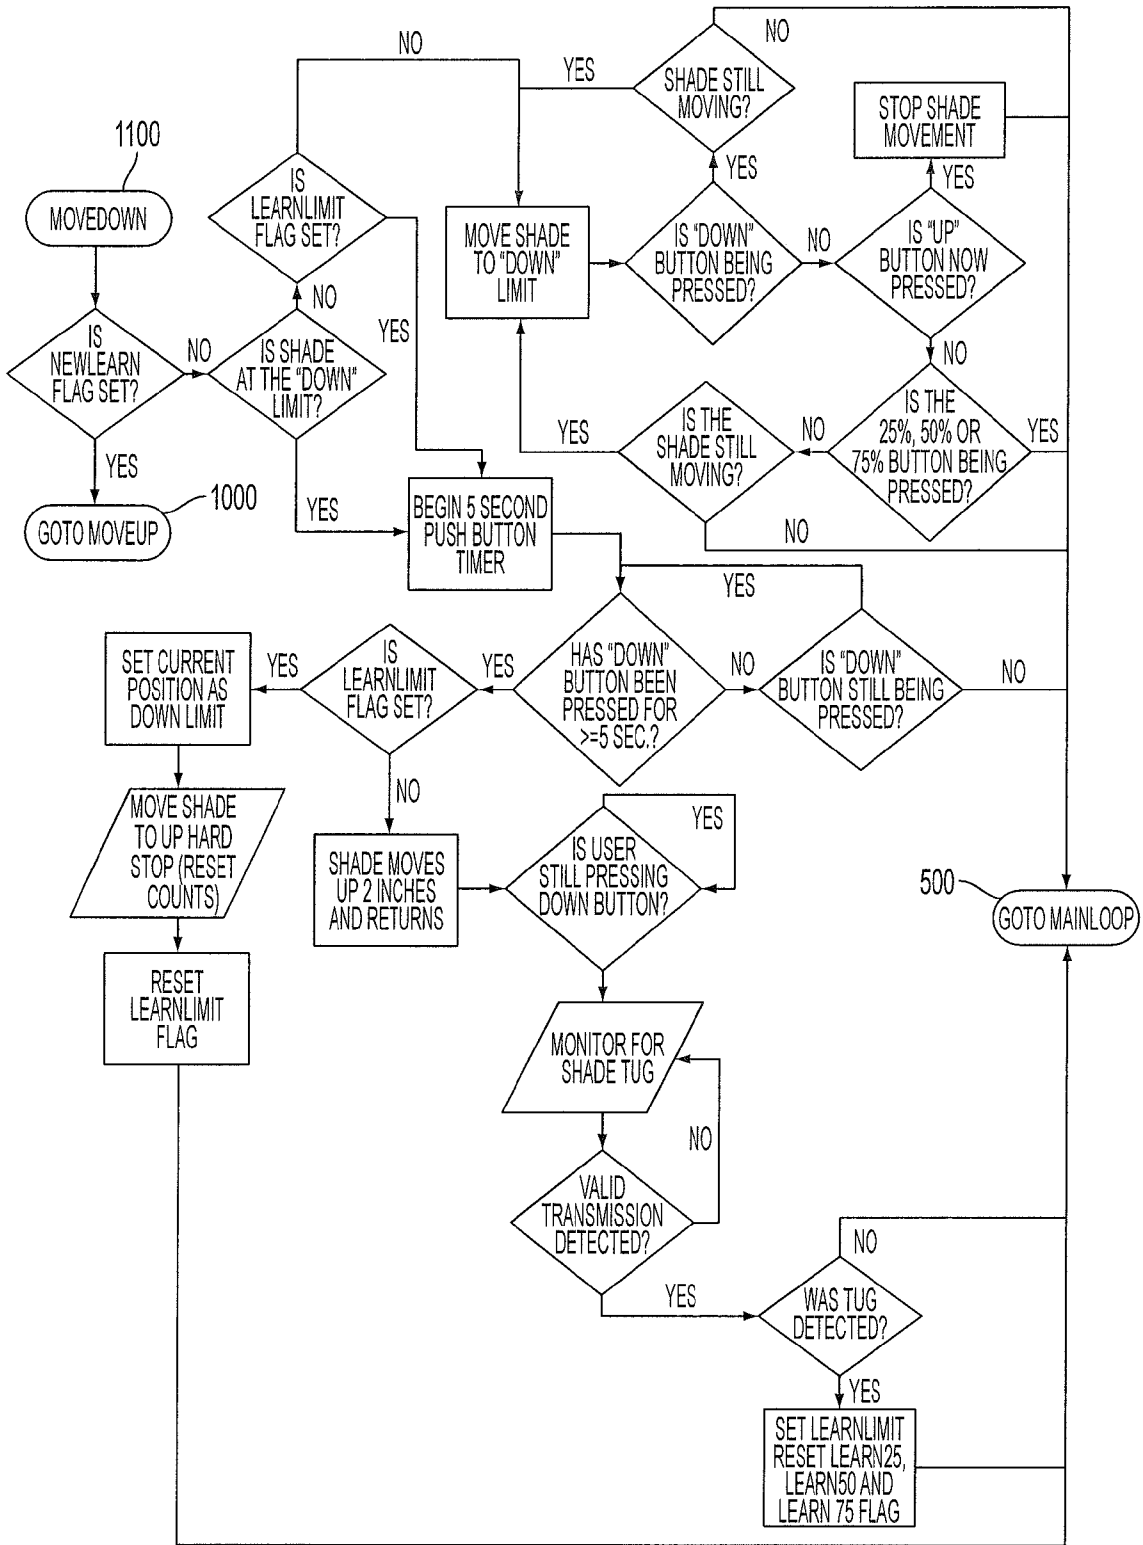 NO
NO
YES
SHADE STILL
MOVING?
STOP SHADE
MOVEMENT
1100
YES
YES
IS
LEARNLIMIT
FLAG SET?
MOVEDOWN
MOVE SHADE
TO "DOWN"
LIMIT
IS "DOWN"
BUTTON BEING
PRESSED?
NO
IS "UP"
BUTTON NOW
PRESSED?
NO
YES
NO
IS
NEWLEARN
FLAG SET?
NO
IS SHADE
AT THE "DOWN"
LIMIT?
YES
IS THE
SHADE STILL
MOVING?
NO
IS THE
25%, 50% OR
75% BUTTON BEING
PRESSED?
YES
YES
1000
GOTO MOVEUP
YES
BEGIN 5 SECOND
PUSH BUTTON
TIMER
NO
YES
SET CURRENT
POSITION AS
DOWN LIMIT
YES
IS
LEARNLIMIT
FLAG SET?
YES
HAS "DOWN"
BUTTON BEEN
PRESSED FOR
>=5 SEC.?
NO
IS "DOWN"
BUTTON STILL BEING
PRESSED?
NO
NO
MOVE SHADE
TO UP HARD
STOP (RESET
COUNTS)
SHADE MOVES
UP 2 INCHES
AND RETURNS
IS USER
STILL PRESSING
DOWN BUTTON?
YES
500
GOTO MAINLOOP
RESET
LEARNLIMIT
FLAG
MONITOR FOR
SHADE TUG
NO
VALID
TRANSMISSION
DETECTED?
YES
NO
WAS TUG
DETECTED?
YES
SET LEARNLIMIT
RESET LEARN25,
LEARN50 AND
LEARN 75 FLAG